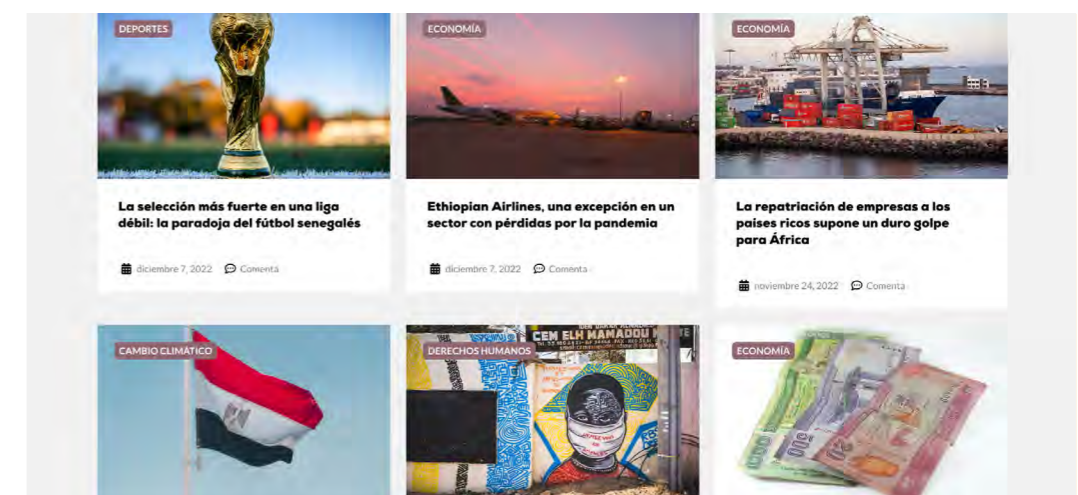 DEPORTES
ECONOMÍA
ECONOMÍA
La selección más fuerte en una liga
débil: la paradoja del fútbol senegalés
diciembre 7, 2022 Comenta
Ethiopian Airlines, una excepción en un
sector con pérdidas por la pandemia
diciembre 7, 2022 Comenta
La repatriación de empresas a los
países ricos supone un duro golpe
para África
noviembre 24, 2022 Comenta
CAMBIO CLIMÁTICO
DERECHOS HUMANOS
CEM ELH MAMADOU
ECONOMÍA